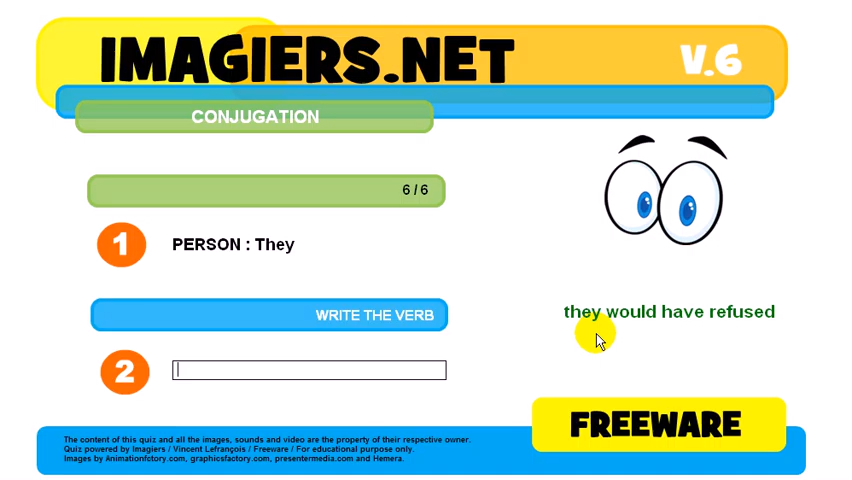 IMAGIERS.NET
V.6
CONJUGATION
6 / 6
1
PERSON : They
WRITE THE VERB
they would have refused
2
FREEWARE
The content of this quiz and all the images, sounds and video are the property of their respective owner.
Quiz powered by Imagiers / Vincent Lefrançois / Freeware / For educational purpose only.
Images by Animationfctory.com, graphicsfactory.com, presentermedia.com and Hemera.